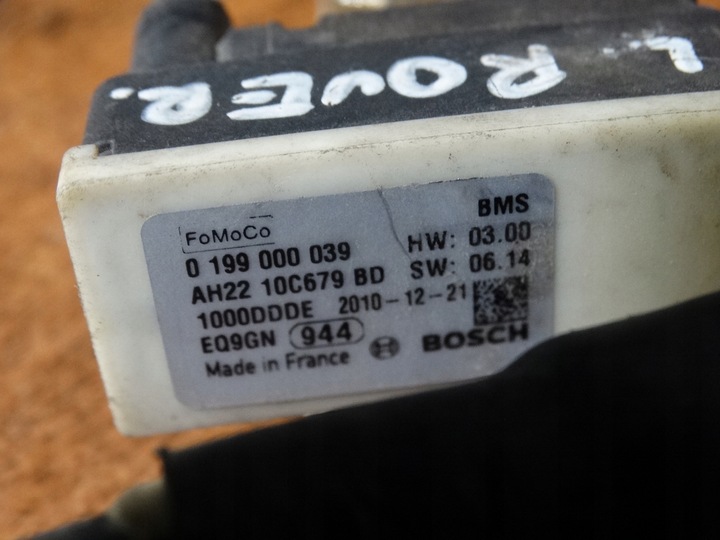 L. ROVER.
FoMoCo
BMS
0 199 000 039
HW: 03.00
AH22 10C679 BD
SW: 06.14
1000DDDE 2010-12-21
EQ9GN 944
BOSCH
Made in France